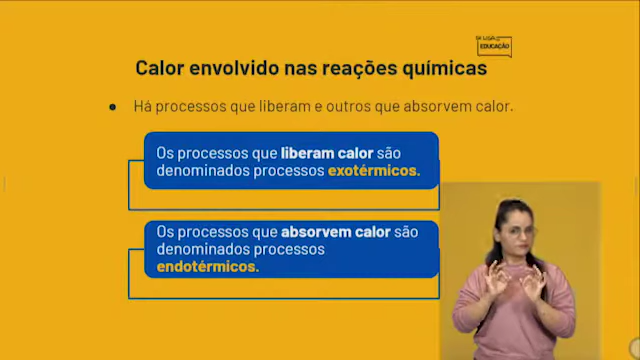 EDUCAÇÃO
Calor envolvido nas reações químicas
● Há processos que liberam e outros que absorvem calor.
Os processos que liberam calor são
denominados processos exotérmicos.
Os processos que absorvem calor são
denominados processos
endotérmicos.